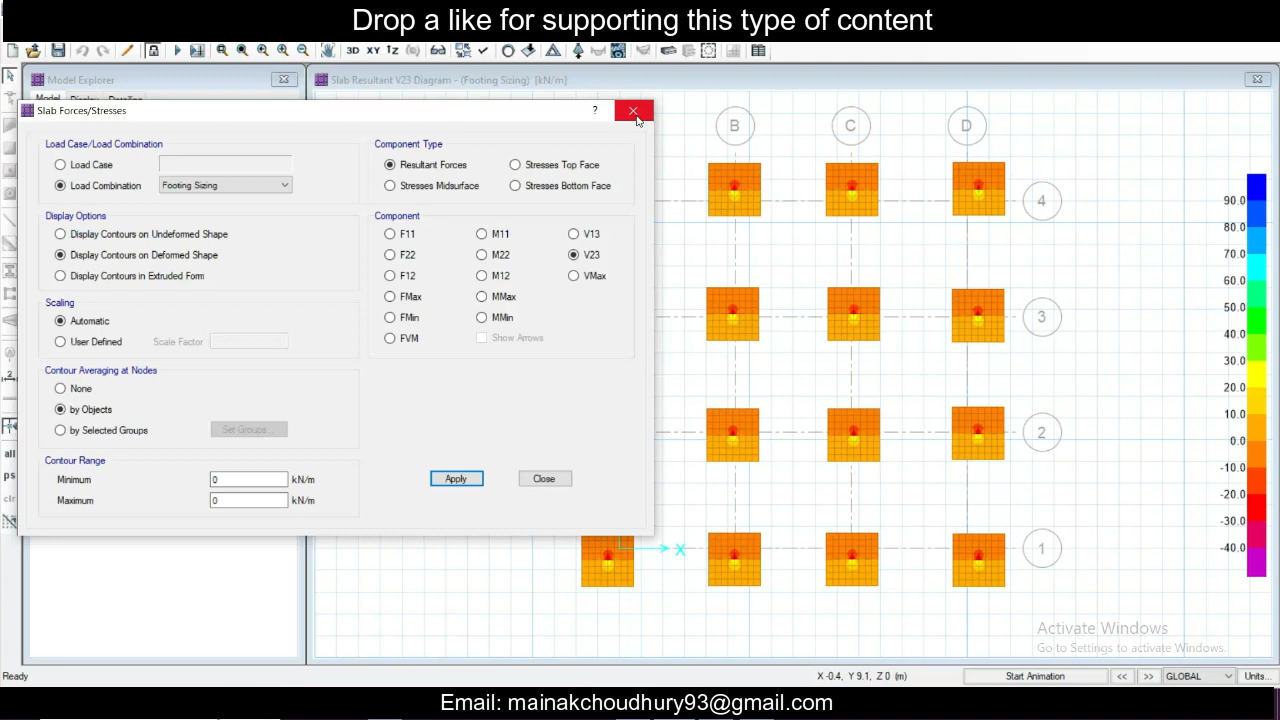 Drop a like for supporting this type of content
3D XY
Model Explorer
Slab Resultant V23 Diagram - (Footing Sizing) [kN/m]
Model Display Detailing
Slab Forces/Stresses
?
Load Case/Load Combination
Load Case
Load Combination Footing Sizing
Component Type
Resultant Forces Stresses Top Face
Stresses Midsurface Stresses Bottom Face
Display Options
Display Contours on Undeformed Shape
Display Contours on Deformed Shape
Display Contours in Extruded Form
Component
F11 M11 V13
F22 M22 V23
F12 M12 VMax
FMax MMax
FMin MMin
FVM Show Arrows
Scaling
Automatic
User Defined Scale Factor
Contour Averaging at Nodes
None
by Objects
by Selected Groups Set Groups...
Contour Range
Minimum 0 kN/m
Maximum 0 kN/m
Apply Close
all
ps
clr
B C D
4
3
2
1
X
90.0
80.0
70.0
60.0
50.0
40.0
30.0
20.0
10.0
0.0
-10.0
-20.0
-30.0
-40.0
Activate Windows
Go to Settings to activate Windows.
Ready
X -0.4, Y 9.1, Z 0 (m)
Start Animation << >> GLOBAL Units...
Email: mainakchoudhury93@gmail.com